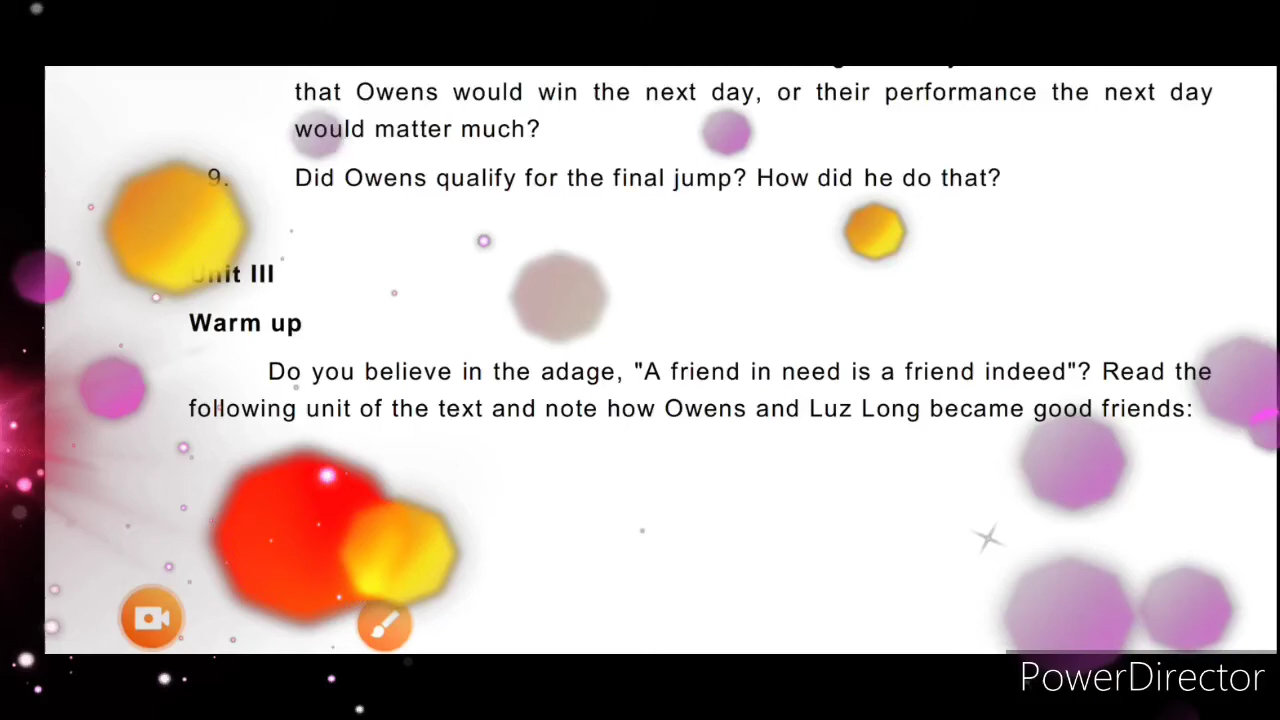 that Owens would win the next day, or their performance the next day
would matter much?
9. Did Owens qualify for the final jump? How did he do that?
Unit III
Warm up
Do you believe in the adage, "A friend in need is a friend indeed"? Read the
following unit of the text and note how Owens and Luz Long became good friends:
PowerDirector